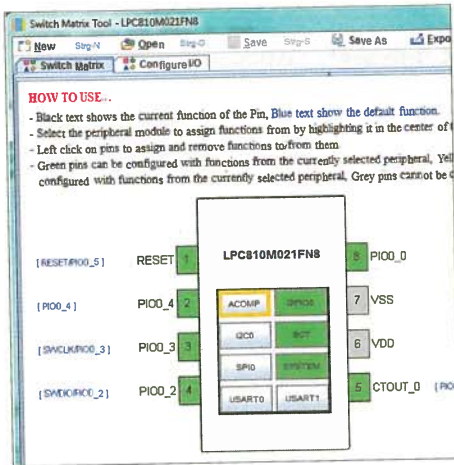 Switch Matrix Tool - LPC810M021FN8
New Strg-N Open Strg-O Save Strg-S Save As Expo
Switch Matrix Configure I/O
HOW TO USE...
- Black text shows the current function of the Pin, Blue text show the default function.
- Select the peripheral module to assign functions from by highlighting it in the center of t
- Left click on pins to assign and remove functions to/from them
- Green pins can be configured with functions from the currently selected peripheral, Yell
configured with functions from the currently selected peripheral, Grey pins cannot be c
LPC810M021FN8
[RESET/PIO0_5] RESET 1 8 PIO0_0
[PIO0_4] PIO0_4 2 ACOMP GPIO0 7 VSS
[SWCLK/PIO0_3] PIO0_3 3 I2C0 SCT 6 VDD
SPI0 SYSTEM
[SWDIO/PIO0_2] PIO0_2 4 USART0 USART1 5 CTOUT_0 [PIO